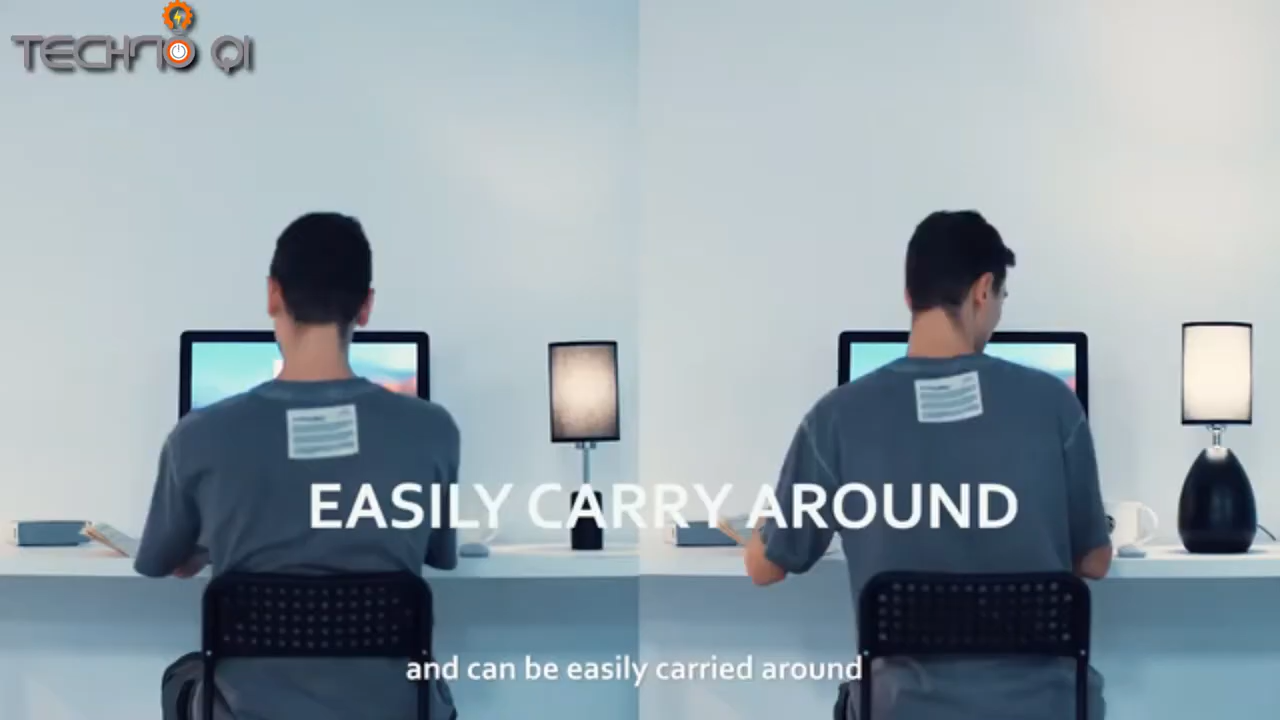 TECHNO QI
EASILY CARRY AROUND
and can be easily carried around